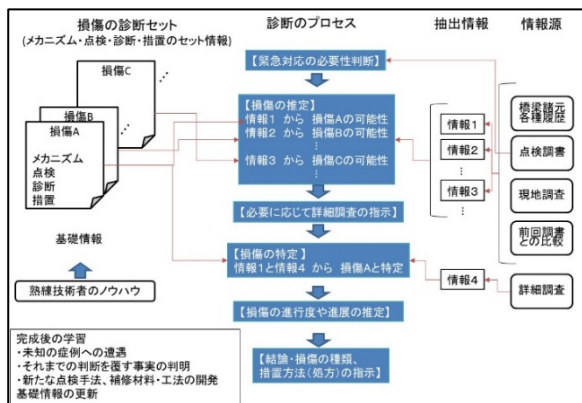 損傷の診断セット
(メカニズム・点検・診断・措置のセット情報)
診断のプロセス
抽出情報
情報源
損傷C
損傷B
損傷A
メカニズム
点検
診断
措置
基礎情報
熟練技術者のノウハウ
【緊急対応の必要性判断】
【損傷の推定】
情報1 から 損傷Aの可能性
情報2 から 損傷Bの可能性
⋮
情報3 から 損傷Cの可能性
⋮
【必要に応じて詳細調査の指示】
【損傷の特定】
情報1と情報4 から 損傷Aと特定
【損傷の進行度や進展の推定】
【結論・損傷の種類、
措置方法(処方)の指示】
情報1
情報2
⋮
情報3
⋮
情報4
橋梁諸元
各種履歴
点検調書
現地調査
前回調書
との比較
詳細調査
完成後の学習
・未知の症例への遭遇
・それまでの判断を覆す事実の判明
・新たな点検手法、補修材料・工法の開発
基礎情報の更新